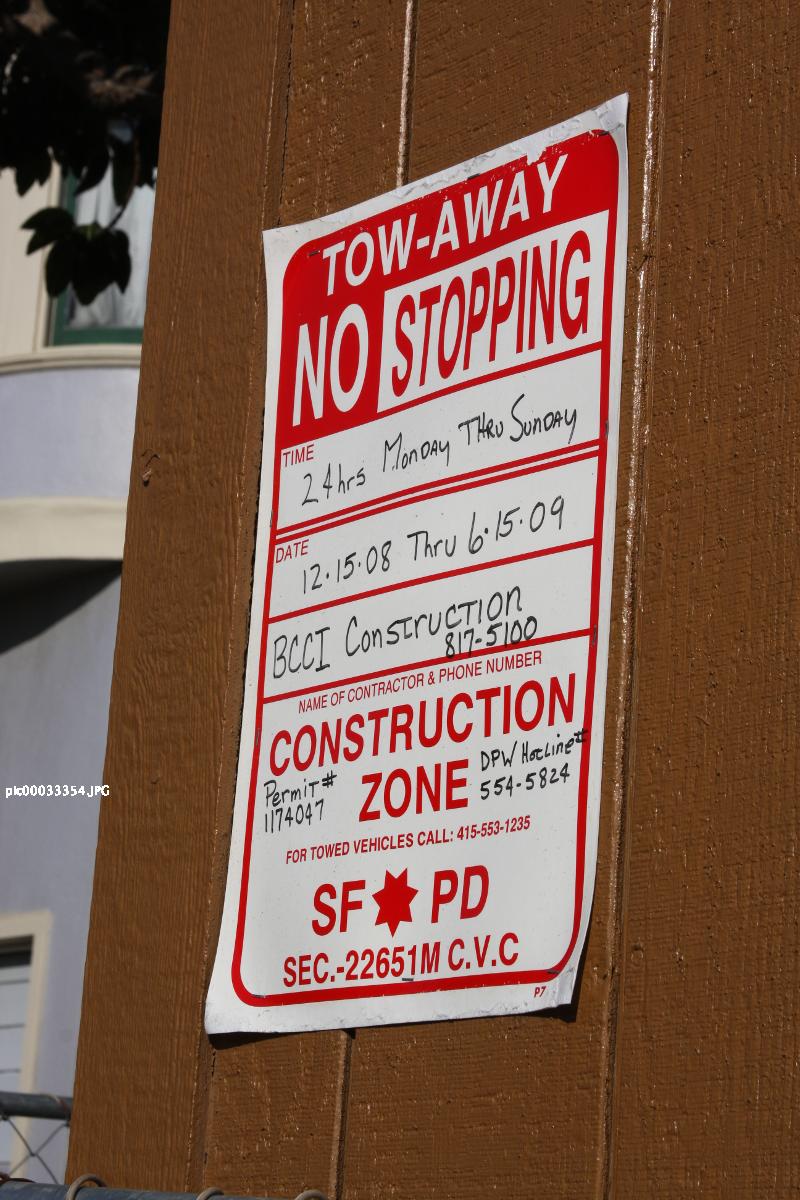 TOW-AWAY
NO STOPPING
TIME
24hrs Monday Thru Sunday
DATE
12.15.08 Thru 6.15.09
BCCI Construction
817-5100
NAME OF CONTRACTOR & PHONE NUMBER
CONSTRUCTION
ZONE
Permit#
1174047
DPW Hotline#
554-5824
FOR TOWED VEHICLES CALL: 415-553-1235
SF PD
SEC.-22651M C.V.C
P7
pic00033354.JPG